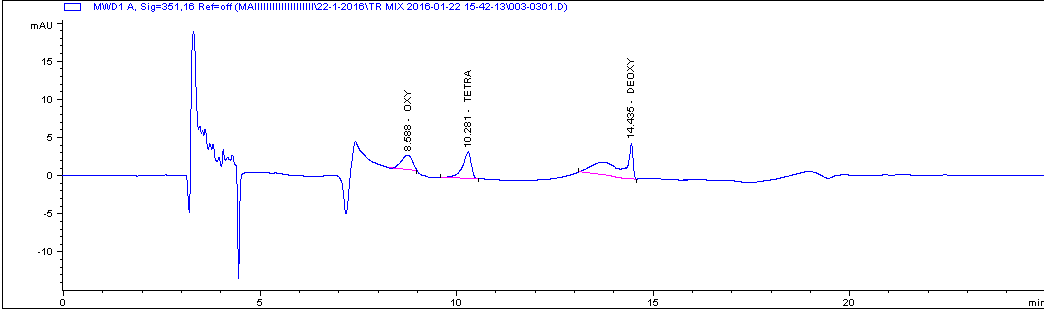 MWD1 A, Sig=351,16 Ref=off (MAIIIIIIIIIIIIIIIIIIII\22-1-2016\TR MIX 2016-01-22 15-42-13\003-0301.D)
mAU
15
10
5
0
-5
-10
8.588 - OXY
10.281 - TETRA
14.435 - DEOXY
0
5
10
15
20
min